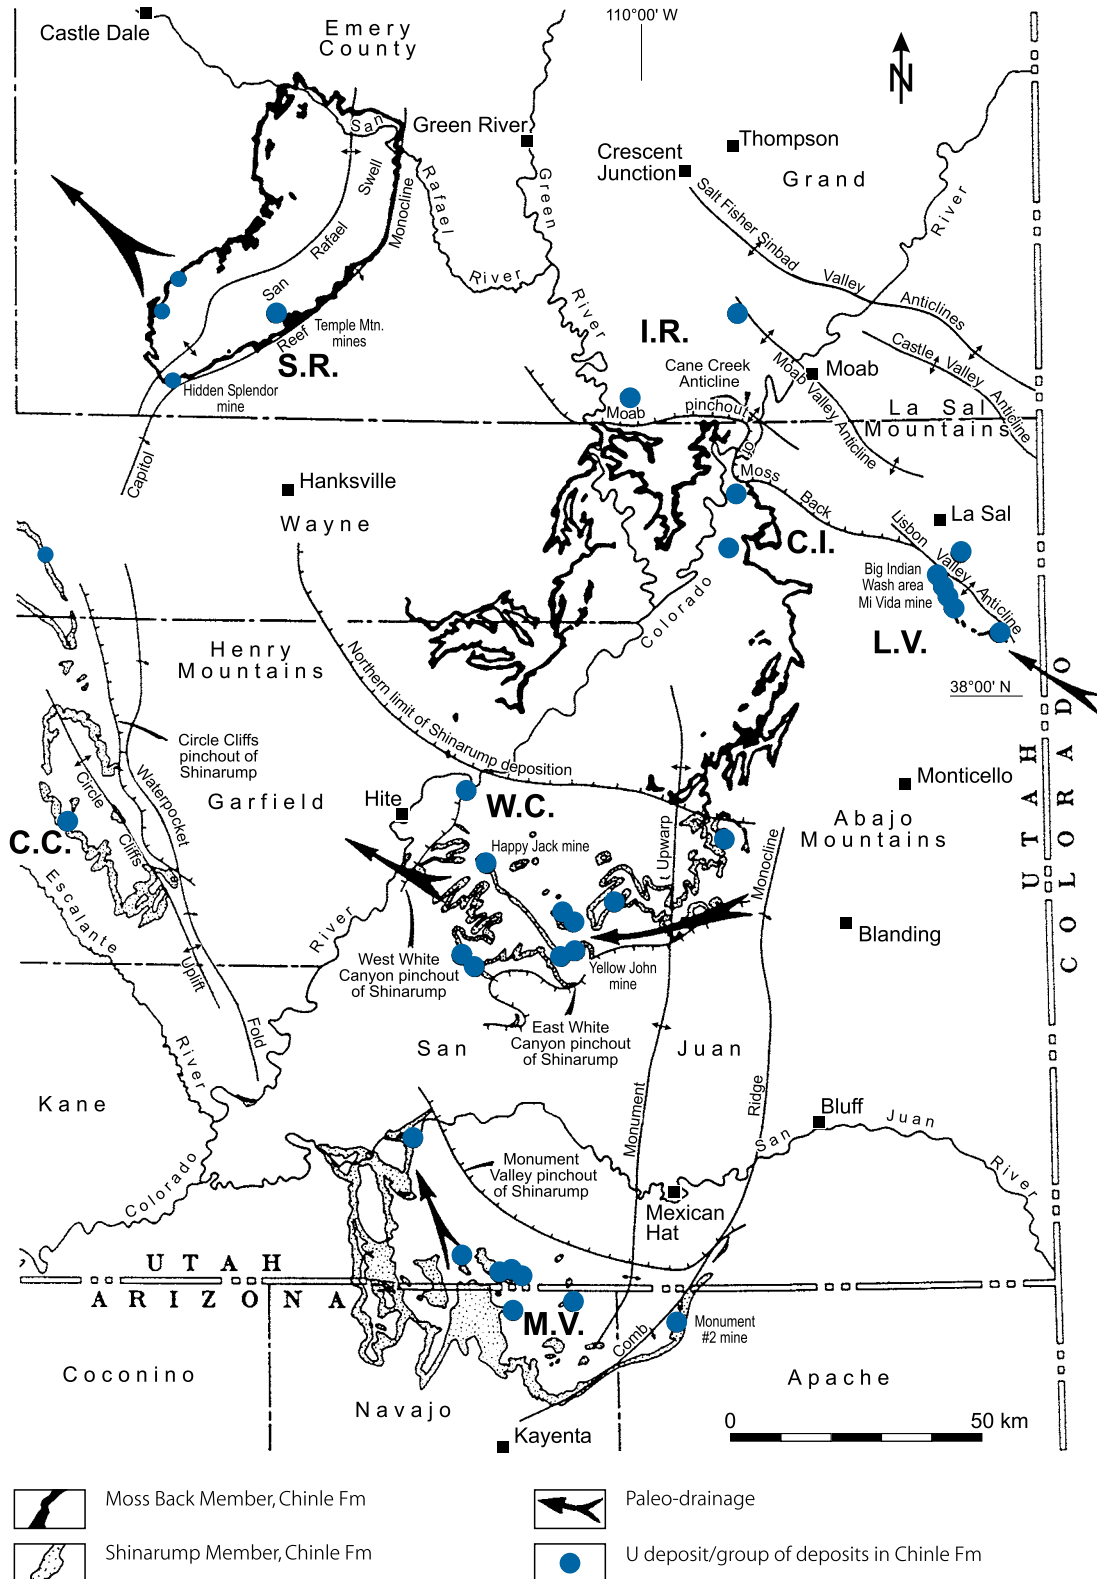 110°00' W
Castle Dale
Emery
County
N
San
Green River
Thompson
Crescent
Junction
Grand
Swell
Rafael
Green
Salt Fisher Sinbad
Valley
Anticlines
River
Monocline
Rafael
River
River
San
Reef
Temple Mtn.
mines
S.R.
I.R.
Castle Valley Anticline
Cane Creek
Anticline
Moab
Moab Valley Anticline
Hidden Splendor
mine
Moab
pinchout
of
La Sal
Mountains
Capitol
Moss
Back
Hanksville
Wayne
Lisbon
Valley
Anticline
La Sal
C.I.
Big Indian
Wash area
Mi Vida mine
Colorado
L.V.
Henry
Mountains
Northern limit of Shinarump deposition
38°00' N
UTAH
COLORADO
Circle Cliffs
pinchout of
Shinarump
Waterpocket
Circle
Cliffs
Uplift
Fold
Garfield
Hite
W.C.
Monticello
Abajo
Mountains
C.C.
Happy Jack mine
t Upwarp
Monocline
Escalante
River
River
Blanding
West White
Canyon pinchout
of Shinarump
Yellow John
mine
East White
Canyon pinchout
of Shinarump
San
Juan
Kane
Monument
Ridge
Bluff
San
Juan
River
Monument
Valley pinchout
of Shinarump
Colorado
Mexican
Hat
UTAH
ARIZONA
M.V.
Comb
Monument
#2 mine
Coconino
Navajo
Apache
Kayenta
0
50 km
Moss Back Member, Chinle Fm
Paleo-drainage
Shinarump Member, Chinle Fm
U deposit/group of deposits in Chinle Fm